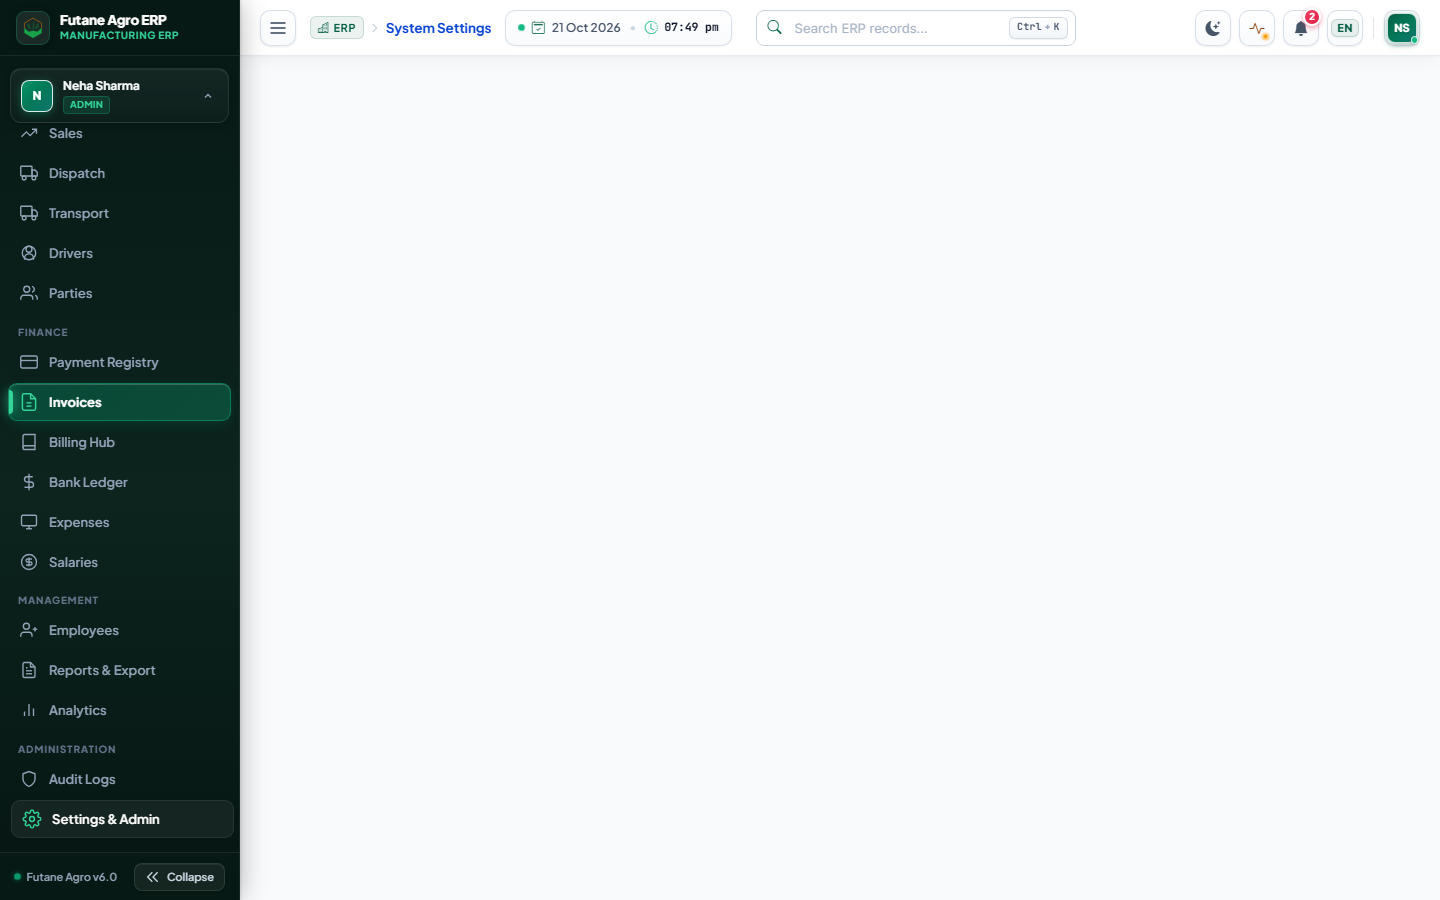 Futane Agro ERP
MANUFACTURING ERP
N
Neha Sharma
ADMIN
Sales
Dispatch
Transport
Drivers
Parties
FINANCE
Payment Registry
Invoices
Billing Hub
Bank Ledger
Expenses
Salaries
MANAGEMENT
Employees
Reports & Export
Analytics
ADMINISTRATION
Audit Logs
Settings & Admin
Futane Agro v6.0
Collapse
ERP
System Settings
21 Oct 2026
07:49 pm
Search ERP records...
Ctrl + K
2
EN
NS